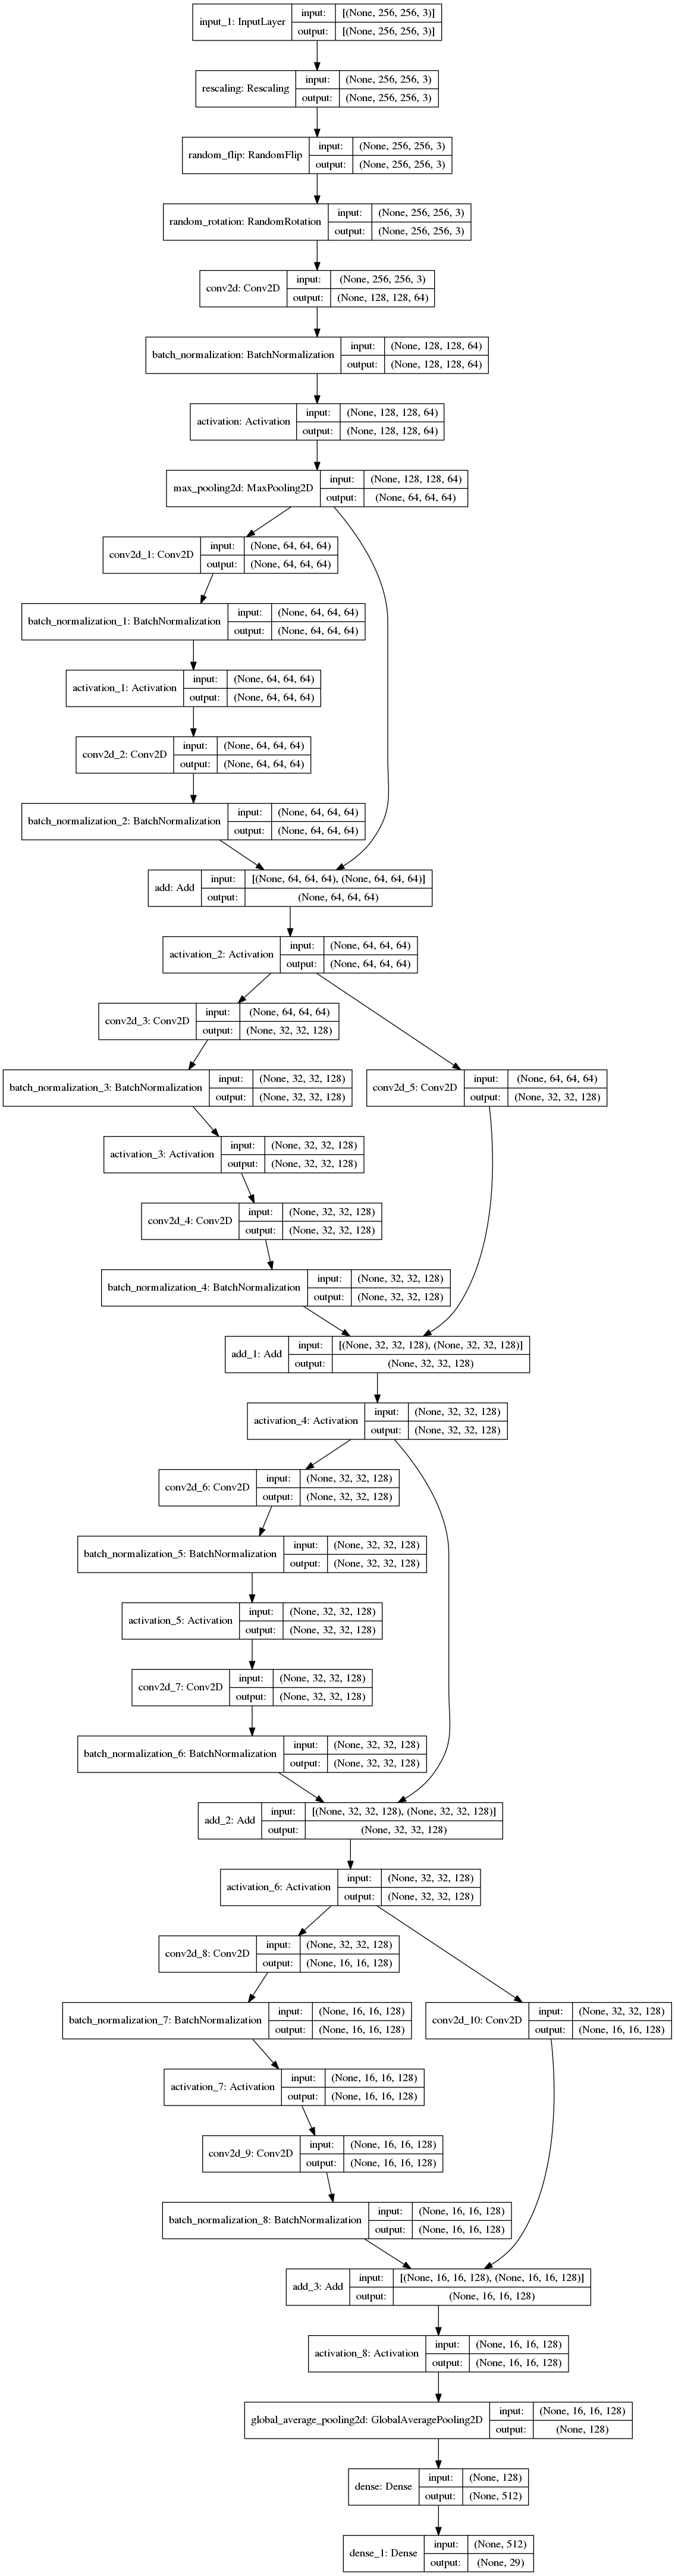 input_1: InputLayer
input: [(None, 256, 256, 3)]
output: [(None, 256, 256, 3)]
rescaling: Rescaling
input: (None, 256, 256, 3)
output: (None, 256, 256, 3)
random_flip: RandomFlip
input: (None, 256, 256, 3)
output: (None, 256, 256, 3)
random_rotation: RandomRotation
input: (None, 256, 256, 3)
output: (None, 256, 256, 3)
conv2d: Conv2D
input: (None, 256, 256, 3)
output: (None, 128, 128, 64)
batch_normalization: BatchNormalization
input: (None, 128, 128, 64)
output: (None, 128, 128, 64)
activation: Activation
input: (None, 128, 128, 64)
output: (None, 128, 128, 64)
max_pooling2d: MaxPooling2D
input: (None, 128, 128, 64)
output: (None, 64, 64, 64)
conv2d_1: Conv2D
input: (None, 64, 64, 64)
output: (None, 64, 64, 64)
batch_normalization_1: BatchNormalization
input: (None, 64, 64, 64)
output: (None, 64, 64, 64)
activation_1: Activation
input: (None, 64, 64, 64)
output: (None, 64, 64, 64)
conv2d_2: Conv2D
input: (None, 64, 64, 64)
output: (None, 64, 64, 64)
batch_normalization_2: BatchNormalization
input: (None, 64, 64, 64)
output: (None, 64, 64, 64)
add: Add
input: [(None, 64, 64, 64), (None, 64, 64, 64)]
output: (None, 64, 64, 64)
activation_2: Activation
input: (None, 64, 64, 64)
output: (None, 64, 64, 64)
conv2d_3: Conv2D
input: (None, 64, 64, 64)
output: (None, 32, 32, 128)
batch_normalization_3: BatchNormalization
input: (None, 32, 32, 128)
output: (None, 32, 32, 128)
conv2d_5: Conv2D
input: (None, 64, 64, 64)
output: (None, 32, 32, 128)
activation_3: Activation
input: (None, 32, 32, 128)
output: (None, 32, 32, 128)
conv2d_4: Conv2D
input: (None, 32, 32, 128)
output: (None, 32, 32, 128)
batch_normalization_4: BatchNormalization
input: (None, 32, 32, 128)
output: (None, 32, 32, 128)
add_1: Add
input: [(None, 32, 32, 128), (None, 32, 32, 128)]
output: (None, 32, 32, 128)
activation_4: Activation
input: (None, 32, 32, 128)
output: (None, 32, 32, 128)
conv2d_6: Conv2D
input: (None, 32, 32, 128)
output: (None, 32, 32, 128)
batch_normalization_5: BatchNormalization
input: (None, 32, 32, 128)
output: (None, 32, 32, 128)
activation_5: Activation
input: (None, 32, 32, 128)
output: (None, 32, 32, 128)
conv2d_7: Conv2D
input: (None, 32, 32, 128)
output: (None, 32, 32, 128)
batch_normalization_6: BatchNormalization
input: (None, 32, 32, 128)
output: (None, 32, 32, 128)
add_2: Add
input: [(None, 32, 32, 128), (None, 32, 32, 128)]
output: (None, 32, 32, 128)
activation_6: Activation
input: (None, 32, 32, 128)
output: (None, 32, 32, 128)
conv2d_8: Conv2D
input: (None, 32, 32, 128)
output: (None, 16, 16, 128)
batch_normalization_7: BatchNormalization
input: (None, 16, 16, 128)
output: (None, 16, 16, 128)
conv2d_10: Conv2D
input: (None, 32, 32, 128)
output: (None, 16, 16, 128)
activation_7: Activation
input: (None, 16, 16, 128)
output: (None, 16, 16, 128)
conv2d_9: Conv2D
input: (None, 16, 16, 128)
output: (None, 16, 16, 128)
batch_normalization_8: BatchNormalization
input: (None, 16, 16, 128)
output: (None, 16, 16, 128)
add_3: Add
input: [(None, 16, 16, 128), (None, 16, 16, 128)]
output: (None, 16, 16, 128)
activation_8: Activation
input: (None, 16, 16, 128)
output: (None, 16, 16, 128)
global_average_pooling2d: GlobalAveragePooling2D
input: (None, 16, 16, 128)
output: (None, 128)
dense: Dense
input: (None, 128)
output: (None, 512)
dense_1: Dense
input: (None, 512)
output: (None, 29)